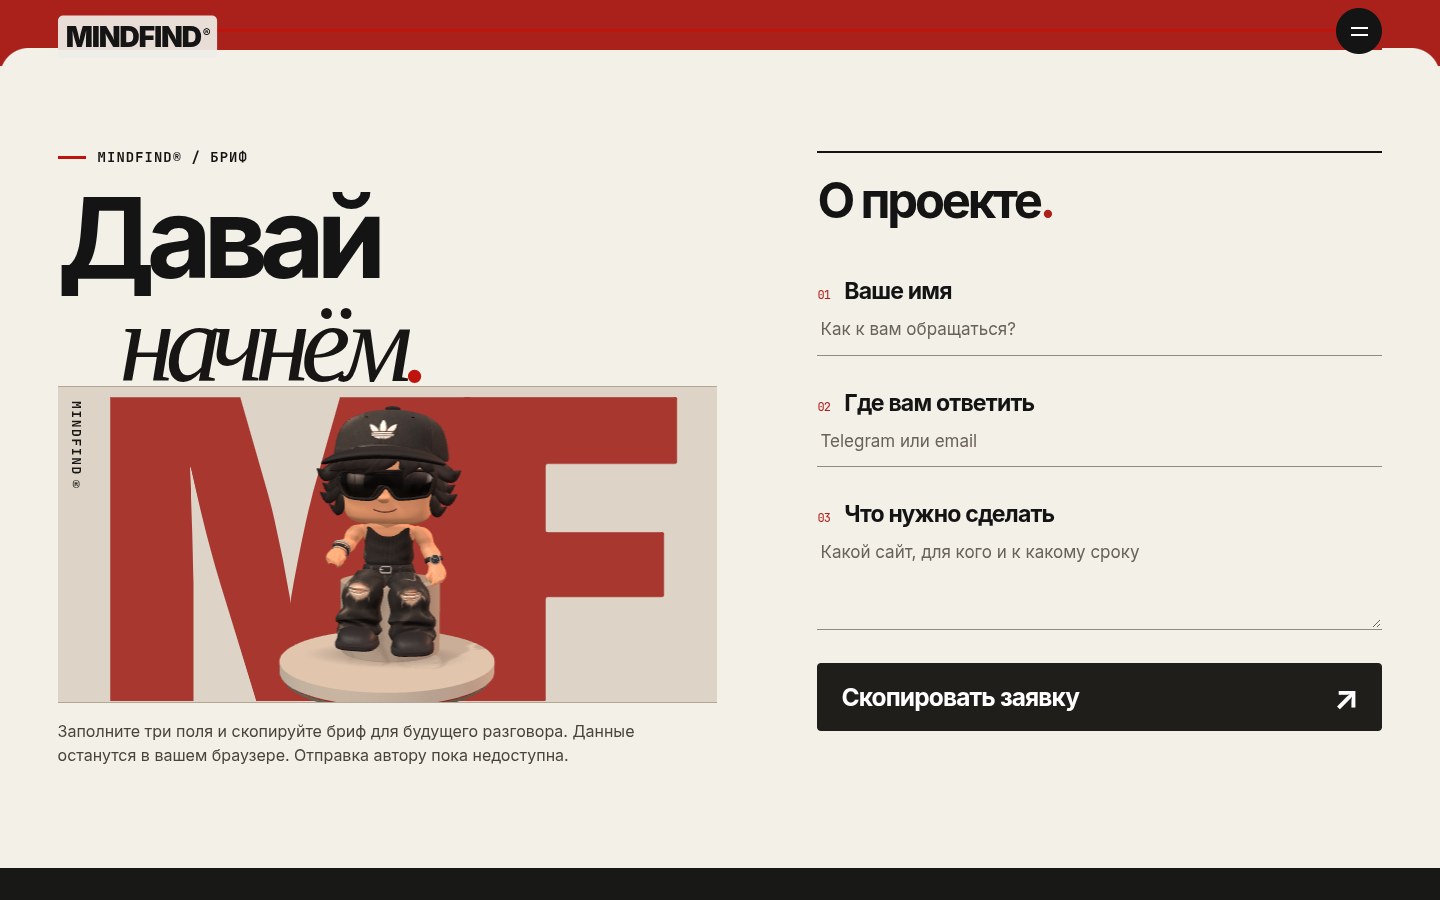 MINDFIND®
MINDFIND® / БРИФ
Давай
начнём.
MINDFIND ®
MF
Заполните три поля и скопируйте бриф для будущего разговора. Данные
останутся в вашем браузере. Отправка автору пока недоступна.
О проекте.
01 Ваше имя
Как к вам обращаться?
02 Где вам ответить
Telegram или email
03 Что нужно сделать
Какой сайт, для кого и к какому сроку
Скопировать заявку